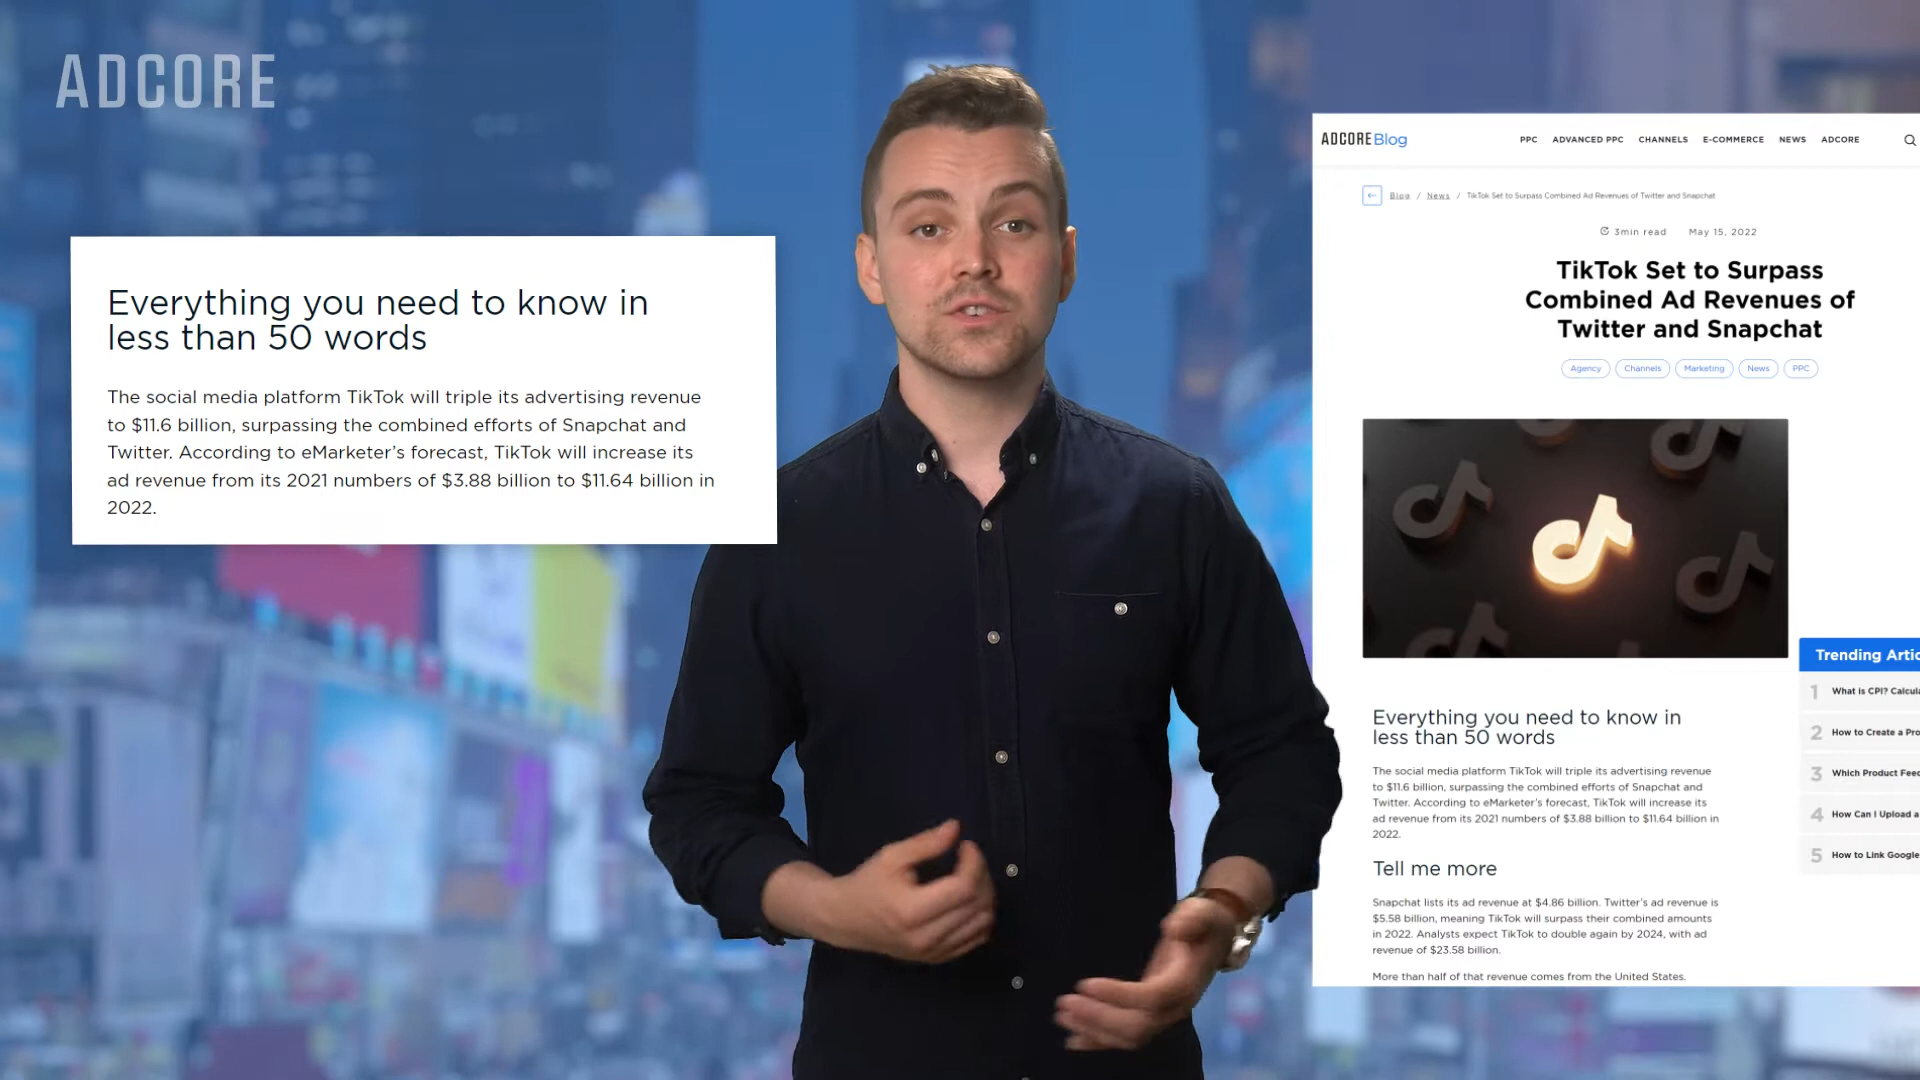 ADCORE
Everything you need to know in
less than 50 words
The social media platform TikTok will triple its advertising revenue
to $11.6 billion, surpassing the combined efforts of Snapchat and
Twitter. According to eMarketer’s forecast, TikTok will increase its
ad revenue from its 2021 numbers of $3.88 billion to $11.64 billion in
2022.
ADCORE Blog
PPC ADVANCED PPC CHANNELS E-COMMERCE NEWS ADCORE
Blog / News / TikTok Set to Surpass Combined Ad Revenues of Twitter and Snapchat
3min read May 15, 2022
TikTok Set to Surpass
Combined Ad Revenues of
Twitter and Snapchat
Agency Channels Marketing News PPC
Everything you need to know in
less than 50 words
The social media platform TikTok will triple its advertising revenue
to $11.6 billion, surpassing the combined efforts of Snapchat and
Twitter. According to eMarketer’s forecast, TikTok will increase its
ad revenue from its 2021 numbers of $3.88 billion to $11.64 billion in
2022.
Tell me more
Snapchat lists its ad revenue at $4.86 billion. Twitter’s ad revenue is
$5.58 billion, meaning TikTok will surpass their combined amounts
in 2022. Analysts expect TikTok to double again by 2024, with ad
revenue of $23.58 billion.
More than half of that revenue comes from the United States.
Trending Artic
1 What is CPI? Calcula
2 How to Create a Pro
3 Which Product Feed
4 How Can I Upload a
5 How to Link Google